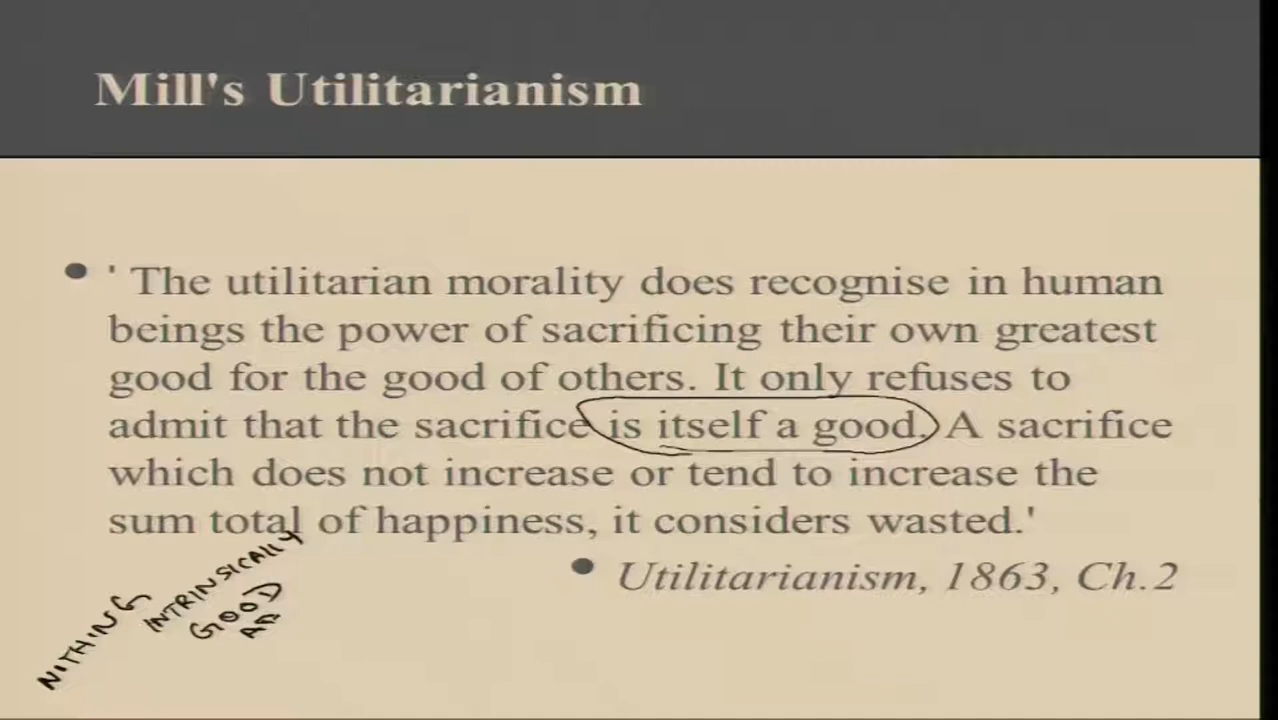 Mill's Utilitarianism
• ' The utilitarian morality does recognise in human
beings the power of sacrificing their own greatest
good for the good of others. It only refuses to
admit that the sacrifice is itself a good. A sacrifice
which does not increase or tend to increase the
sum total of happiness, it considers wasted.'
• Utilitarianism, 1863, Ch.2
NOTHING INTRINSICALLY
GOOD